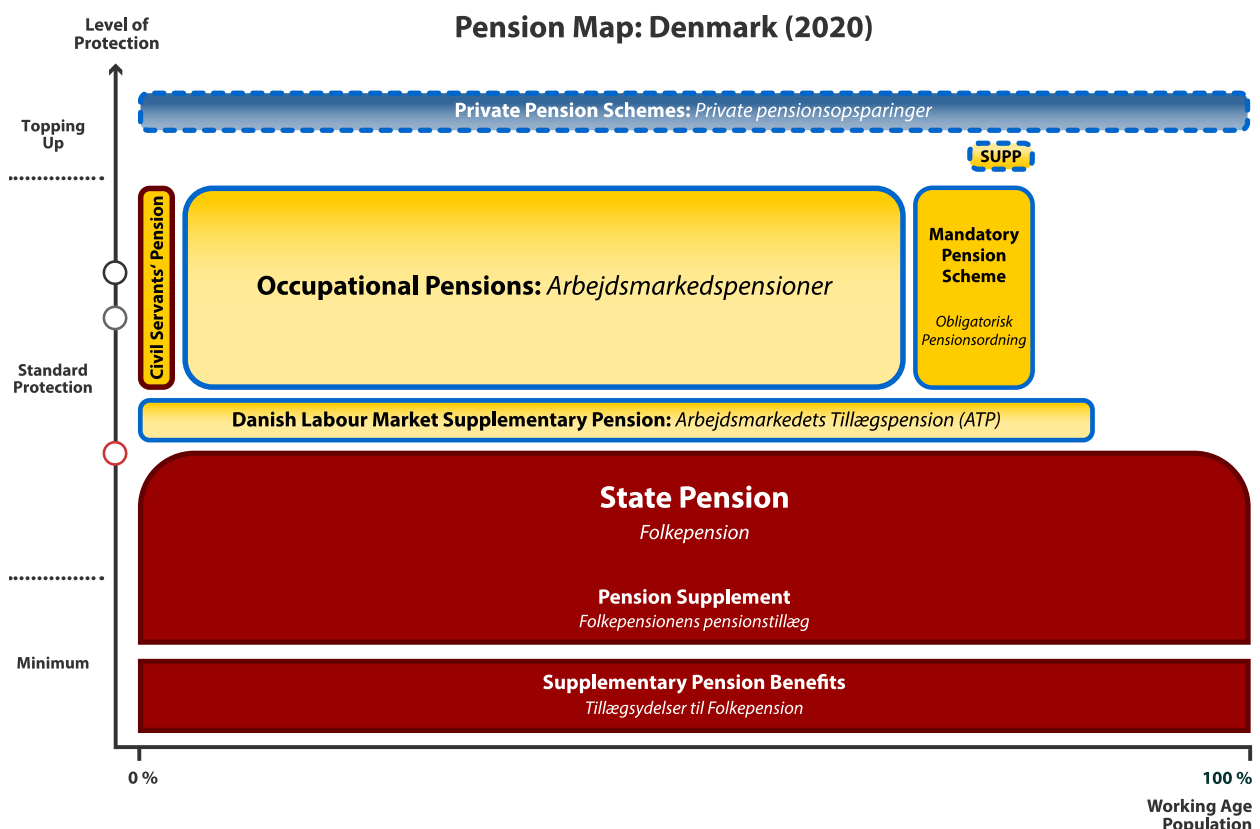 Pension Map: Denmark (2020)
Level of
Protection
Private Pension Schemes: Private pensionsopsparinger
Topping
Up
SUPP
Civil Servants‘ Pension
Occupational Pensions: Arbejdsmarkedspensioner
Mandatory
Pension
Scheme
Obligatorisk
Pensionsordning
Standard
Protection
Danish Labour Market Supplementary Pension: Arbejdsmarkedets Tillægspension (ATP)
State Pension
Folkepension
Pension Supplement
Folkepensionens pensionstillæg
Minimum
Supplementary Pension Benefits
Tillægsydelser til Folkepension
0 %
100 %
Working Age
Population